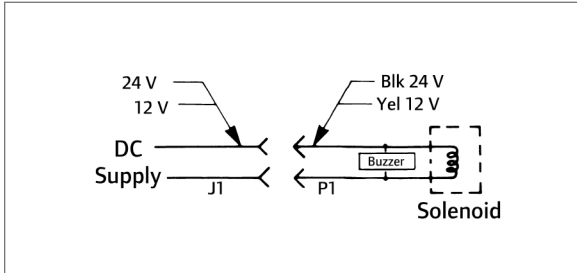 24 V
12 V
Blk 24 V
Yel 12 V
DC
Supply
J1
P1
Buzzer
Solenoid